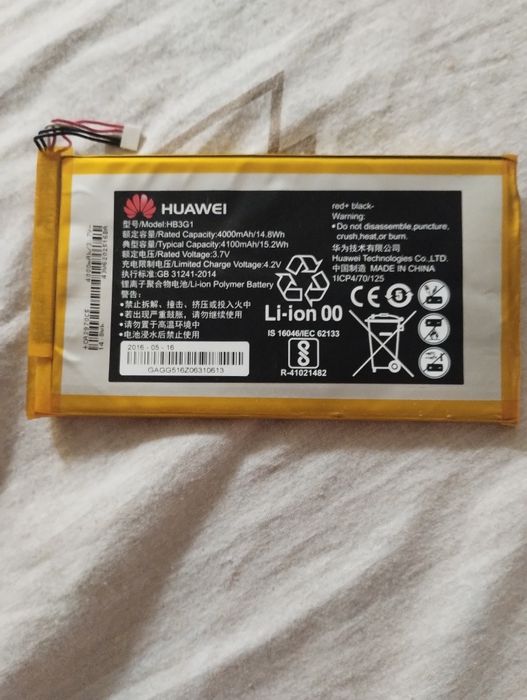 HUAWEI
型号/Model:HB3G1
额定容量/Rated Capacity: 4000mAh/14.8Wh
典型容量/Typical Capacity: 4100mAh/15.2Wh
额定电压/Rated Voltage: 3.7V
充电限制电压/Limited Charge Voltage: 4.2V
执行标准/Standard: GB 31241-2014
锂离子聚合物电池/Li-ion Polymer Battery
警告:
•禁止拆解、撞击、挤压或投入火中
•若出现严重鼓胀，请勿继续使用
•请勿置于高温环境中
•电池浸水后禁止使用
2016 - 05 - 16
GAGG516Z06310613
red+ black-
Warning:
•Do not disassemble,puncture,
crush,heat,or burn.
华为技术有限公司
Huawei Technologies Co.,Ltd.
中国制造 MADE IN CHINA
1ICP4/70/125
Li-ion 00
IS 16046/IEC 62133
R-41021482
CE
5